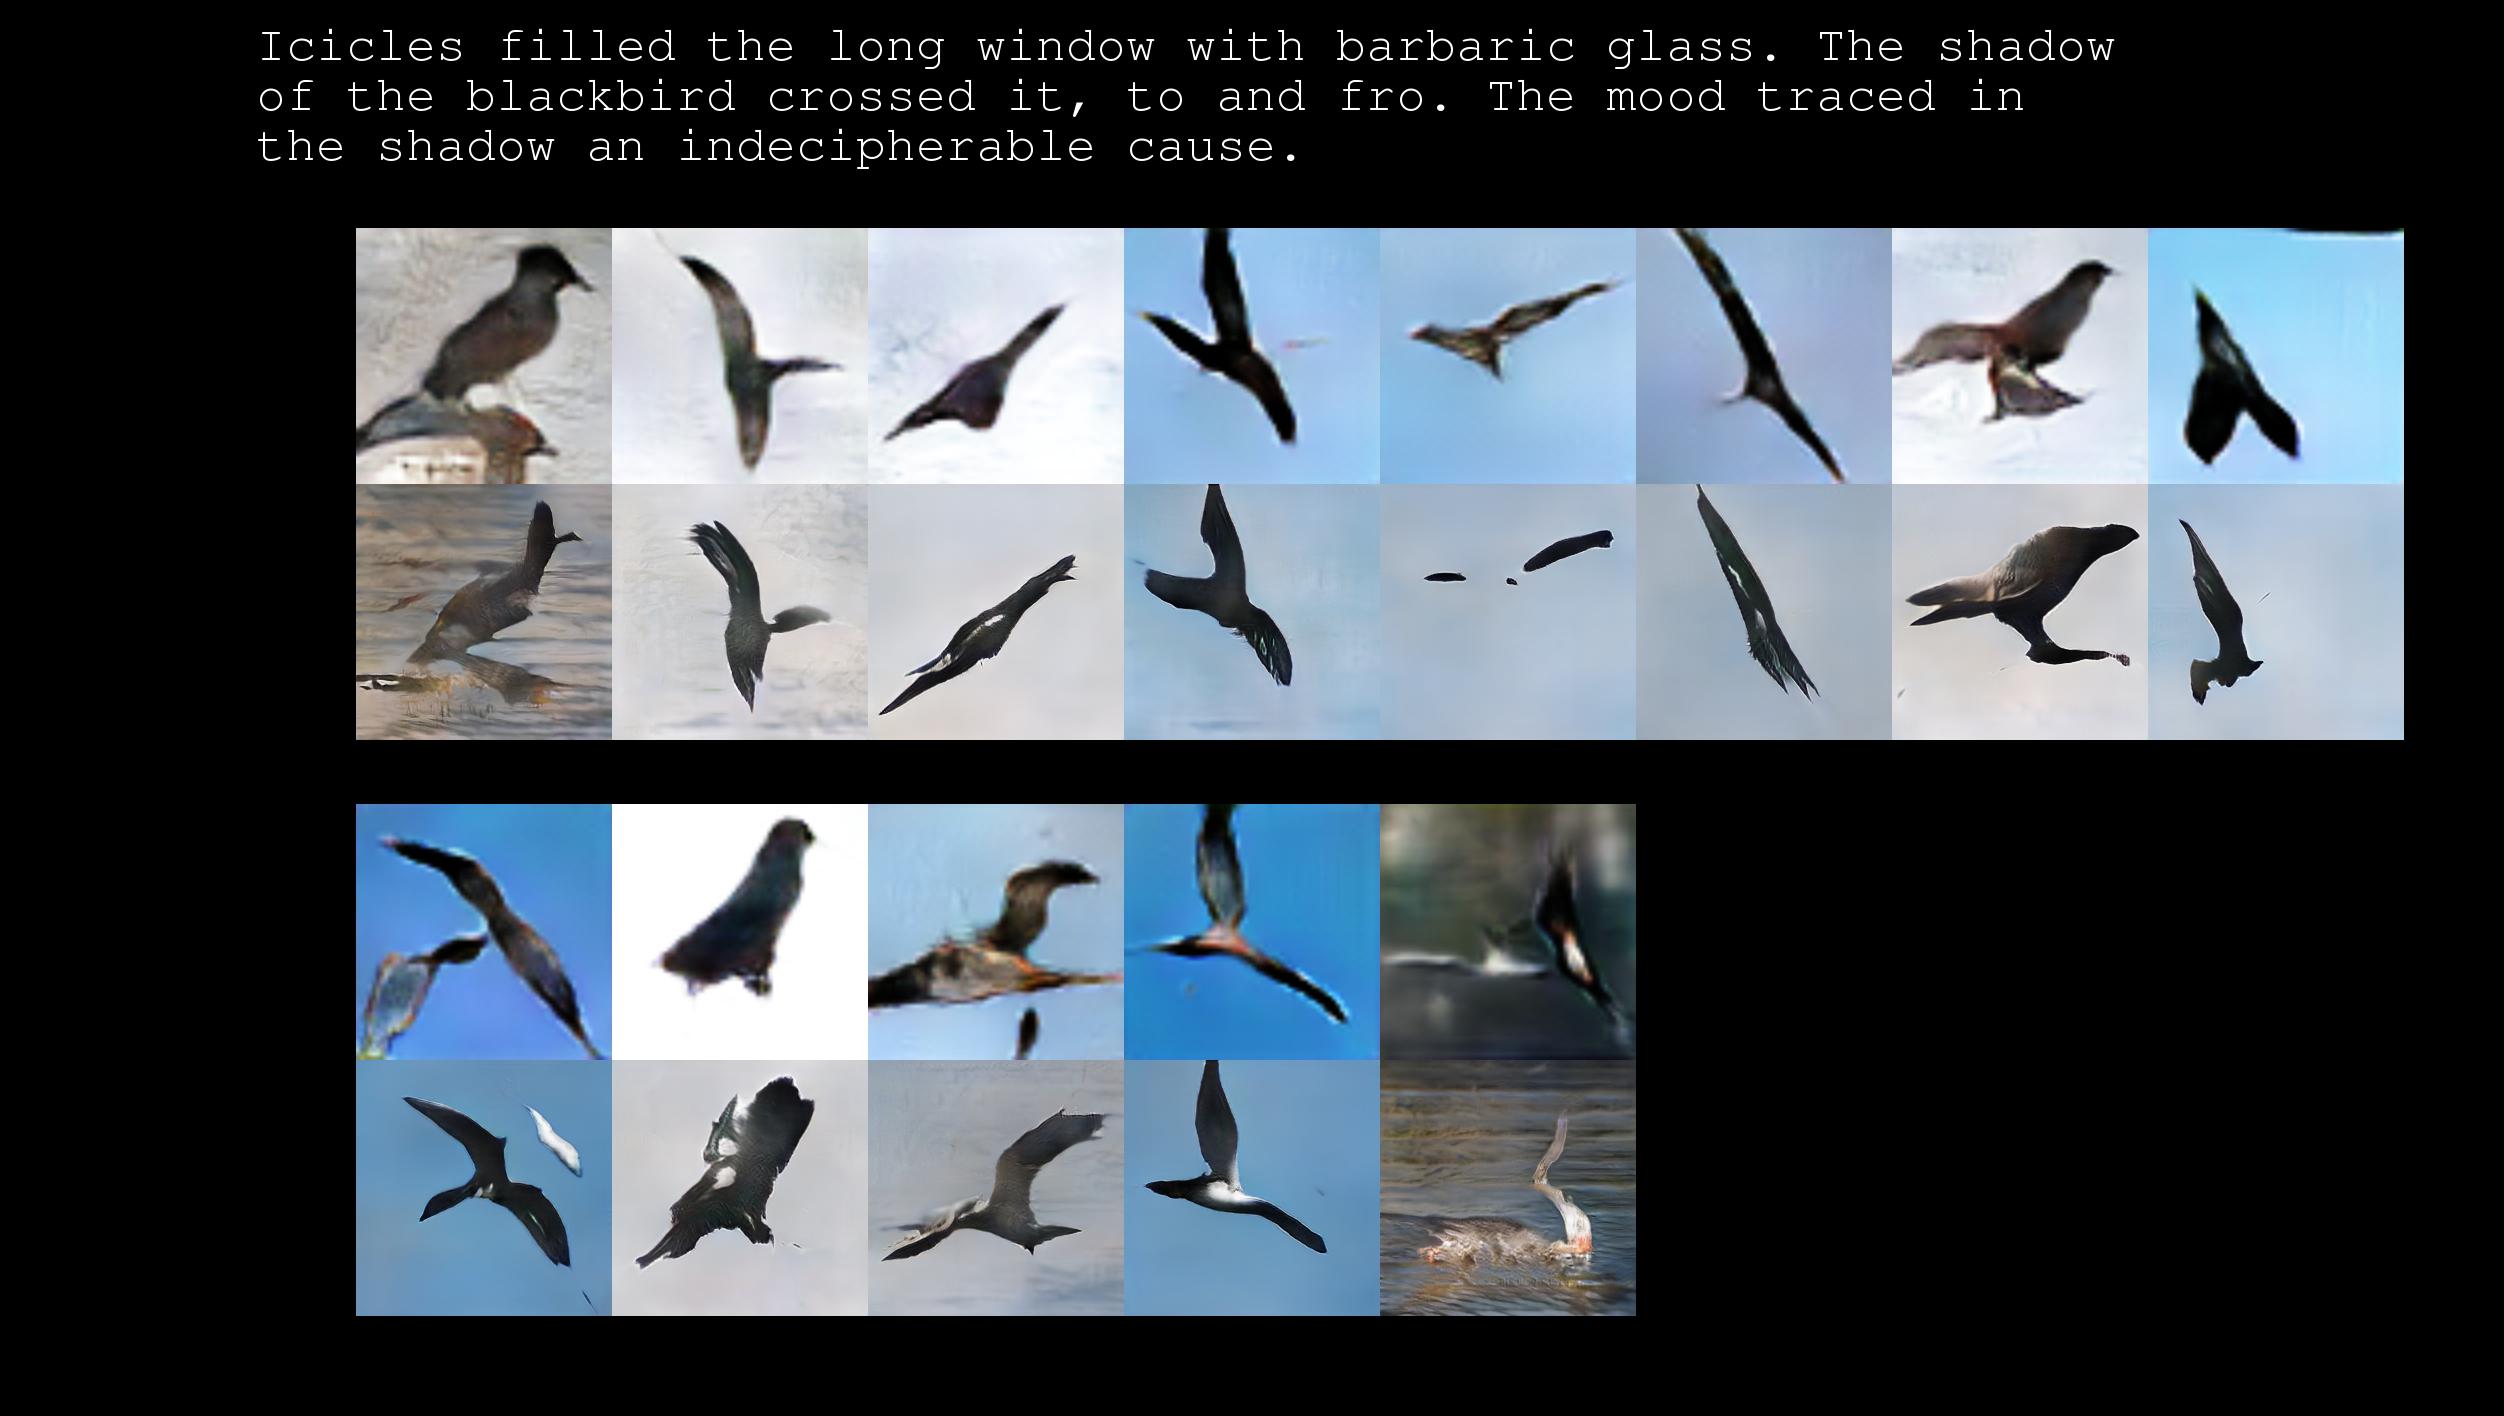 Icicles filled the long window with barbaric glass. The shadow
of the blackbird crossed it, to and fro. The mood traced in
the shadow an indecipherable cause.